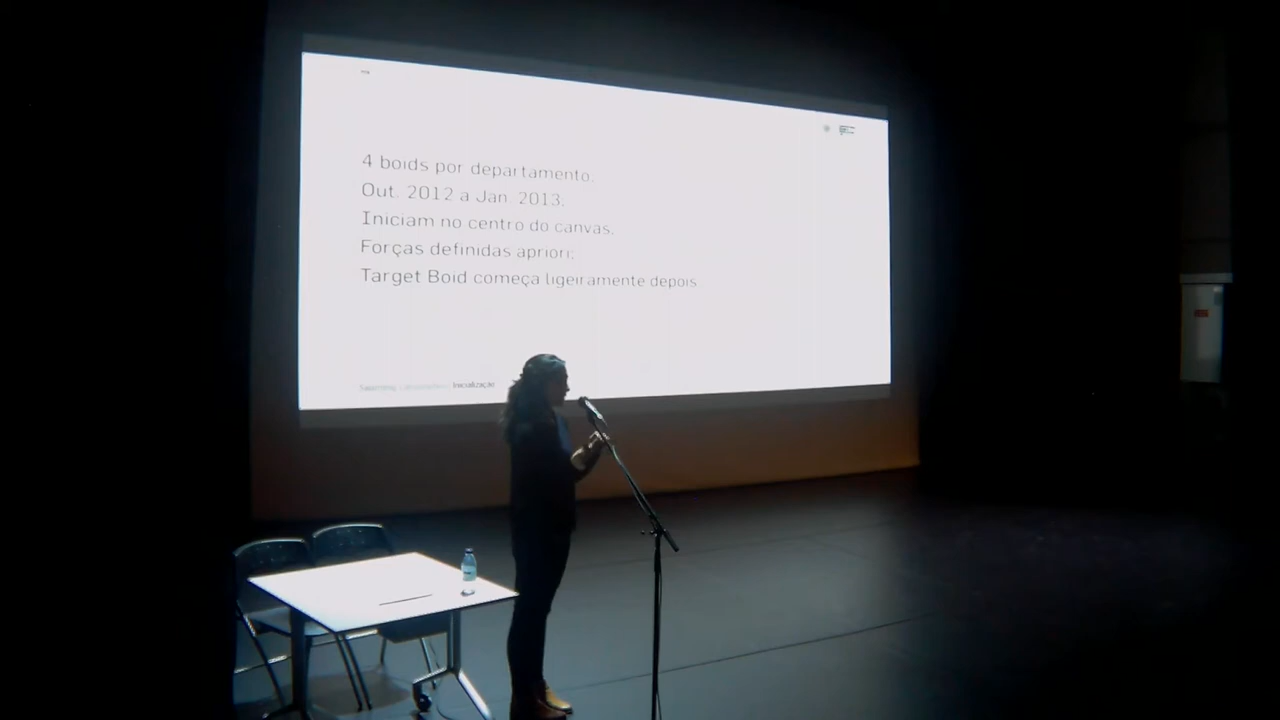 4 boids por departamento.
Out. 2012 a Jan. 2013.
Iniciam no centro do canvas.
Forças definidas apriori;
Target Boid começa ligeiramente depois.
Inicialização